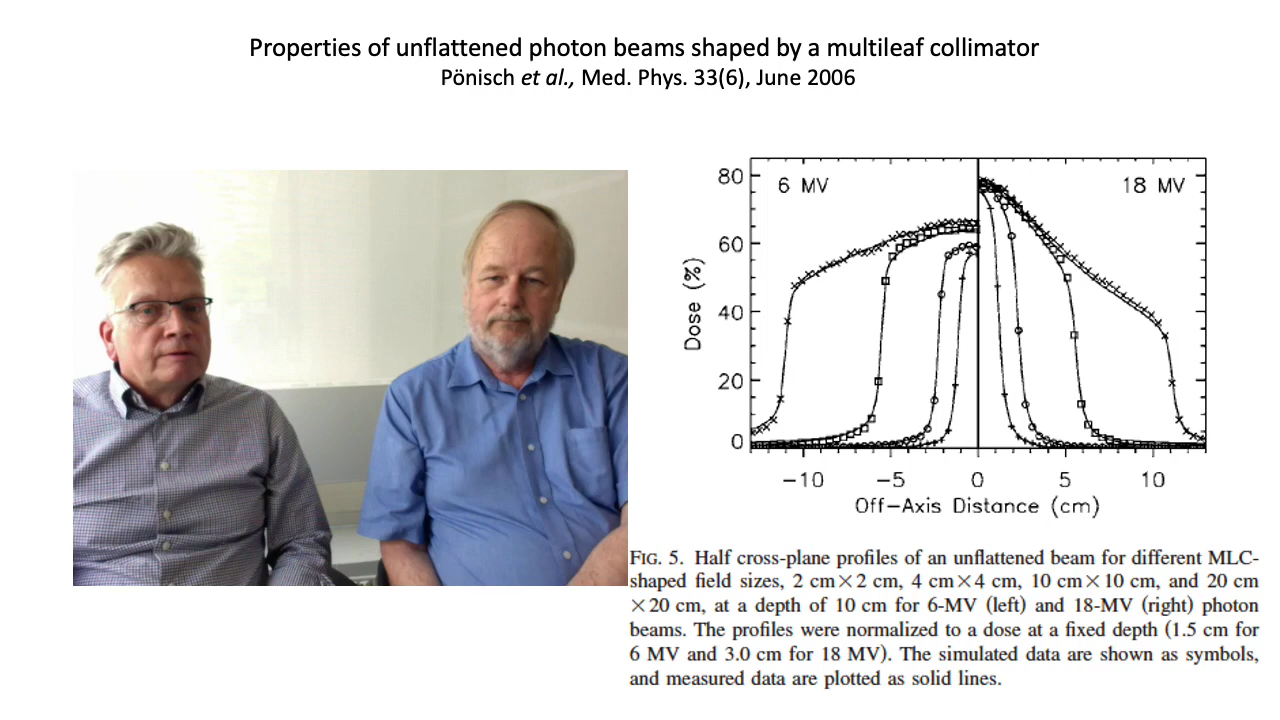 Properties of unflattened photon beams shaped by a multileaf collimator
Pönisch et al., Med. Phys. 33(6), June 2006
80
6 MV
18 MV
60
40
20
0
Dose (%)
−10
−5
0
5
10
Off−Axis Distance (cm)
FIG. 5. Half cross-plane profiles of an unflattened beam for different MLC-
shaped field sizes, 2 cm×2 cm, 4 cm×4 cm, 10 cm×10 cm, and 20 cm
×20 cm, at a depth of 10 cm for 6-MV (left) and 18-MV (right) photon
beams. The profiles were normalized to a dose at a fixed depth (1.5 cm for
6 MV and 3.0 cm for 18 MV). The simulated data are shown as symbols,
and measured data are plotted as solid lines.